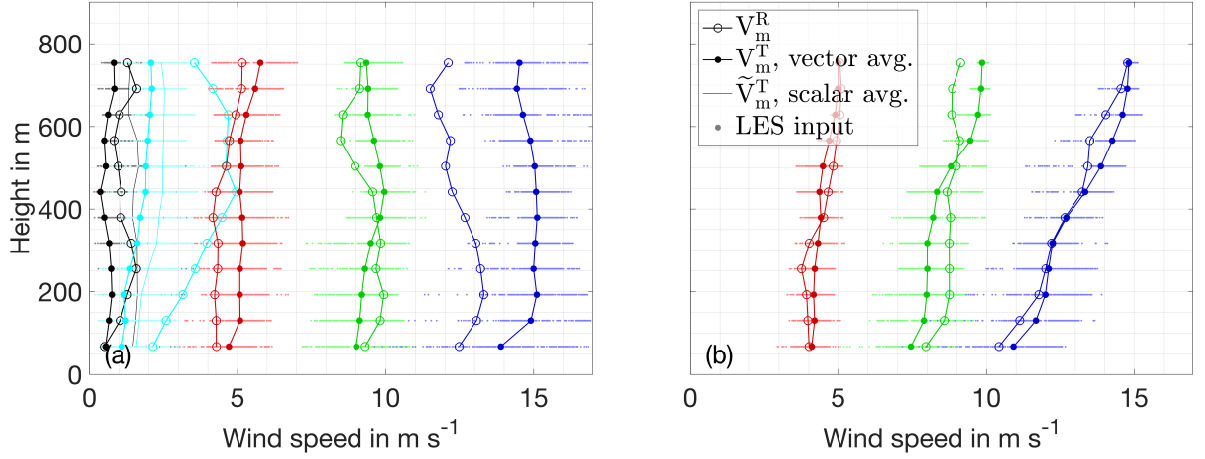 800
600
400
200
0
Height in m
(a)
0 5 10 15
Wind speed in m s⁻¹
V_m^R
V_m^T, vector avg.
Ṽ_m^T, scalar avg.
LES input
(b)
0 5 10 15
Wind speed in m s⁻¹